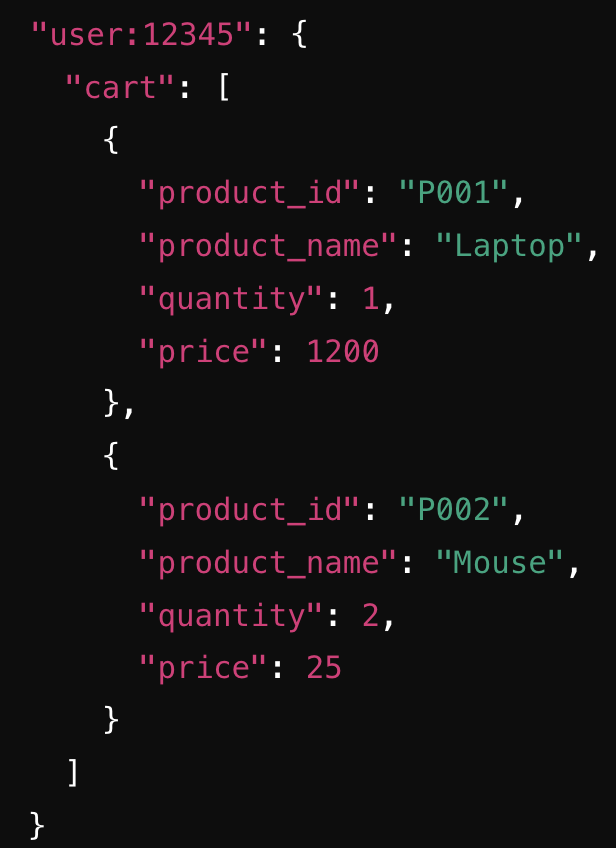 "user:12345": {
"cart": [
{
"product_id": "P001",
"product_name": "Laptop",
"quantity": 1,
"price": 1200
},
{
"product_id": "P002",
"product_name": "Mouse",
"quantity": 2,
"price": 25
}
]
}